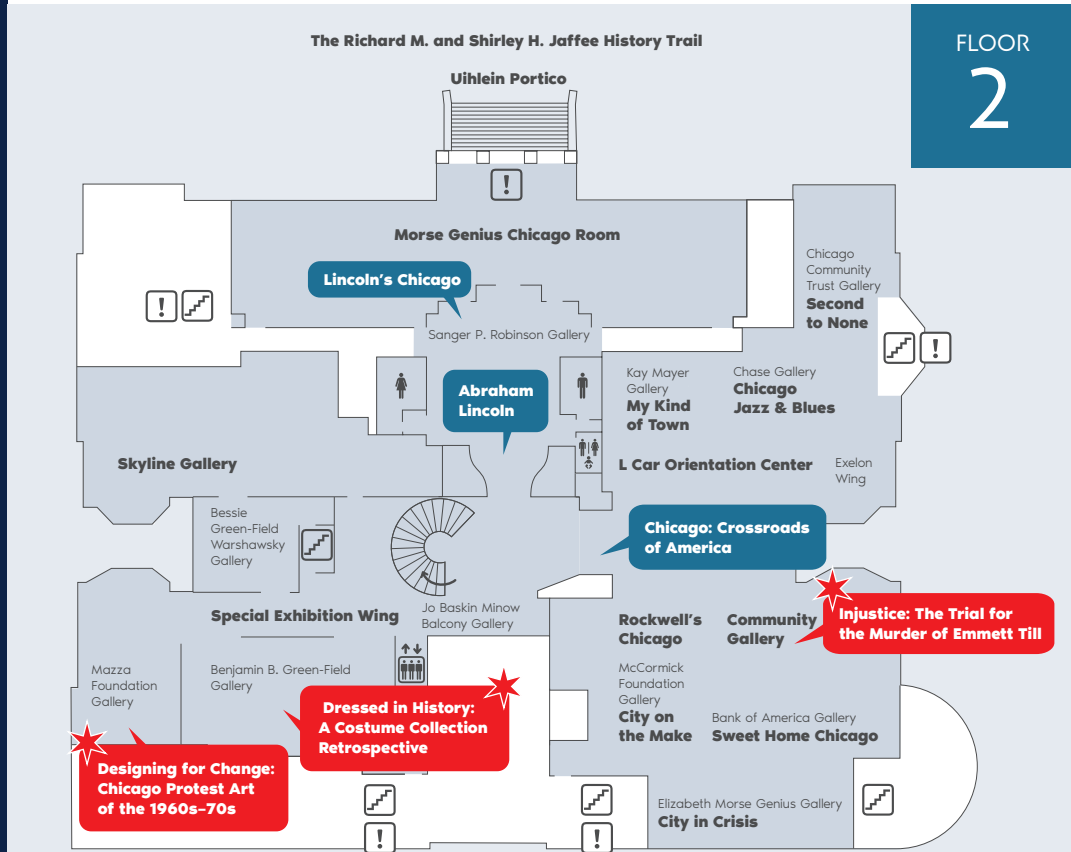 The Richard M. and Shirley H. Jaffee History Trail
FLOOR
2
Uihlein Portico
!
Morse Genius Chicago Room
Lincoln's Chicago
Sanger P. Robinson Gallery
Chicago
Community
Trust Gallery
Second
to None
!
!
Abraham
Lincoln
Kay Mayer
Gallery
My Kind
of Town
Chase Gallery
Chicago
Jazz & Blues
Skyline Gallery
L Car Orientation Center
Exelon
Wing
Bessie
Green-Field
Warshawsky
Gallery
Chicago: Crossroads
of America
Special Exhibition Wing
Jo Baskin Minow
Balcony Gallery
Rockwell's
Chicago
Community
Gallery
Injustice: The Trial for
the Murder of Emmett Till
Mazza
Foundation
Gallery
Benjamin B. Green-Field
Gallery
McCormick
Foundation
Gallery
City on
the Make
Bank of America Gallery
Sweet Home Chicago
Dressed in History:
A Costume Collection
Retrospective
Designing for Change:
Chicago Protest Art
of the 1960s–70s
Elizabeth Morse Genius Gallery
City in Crisis
!
!